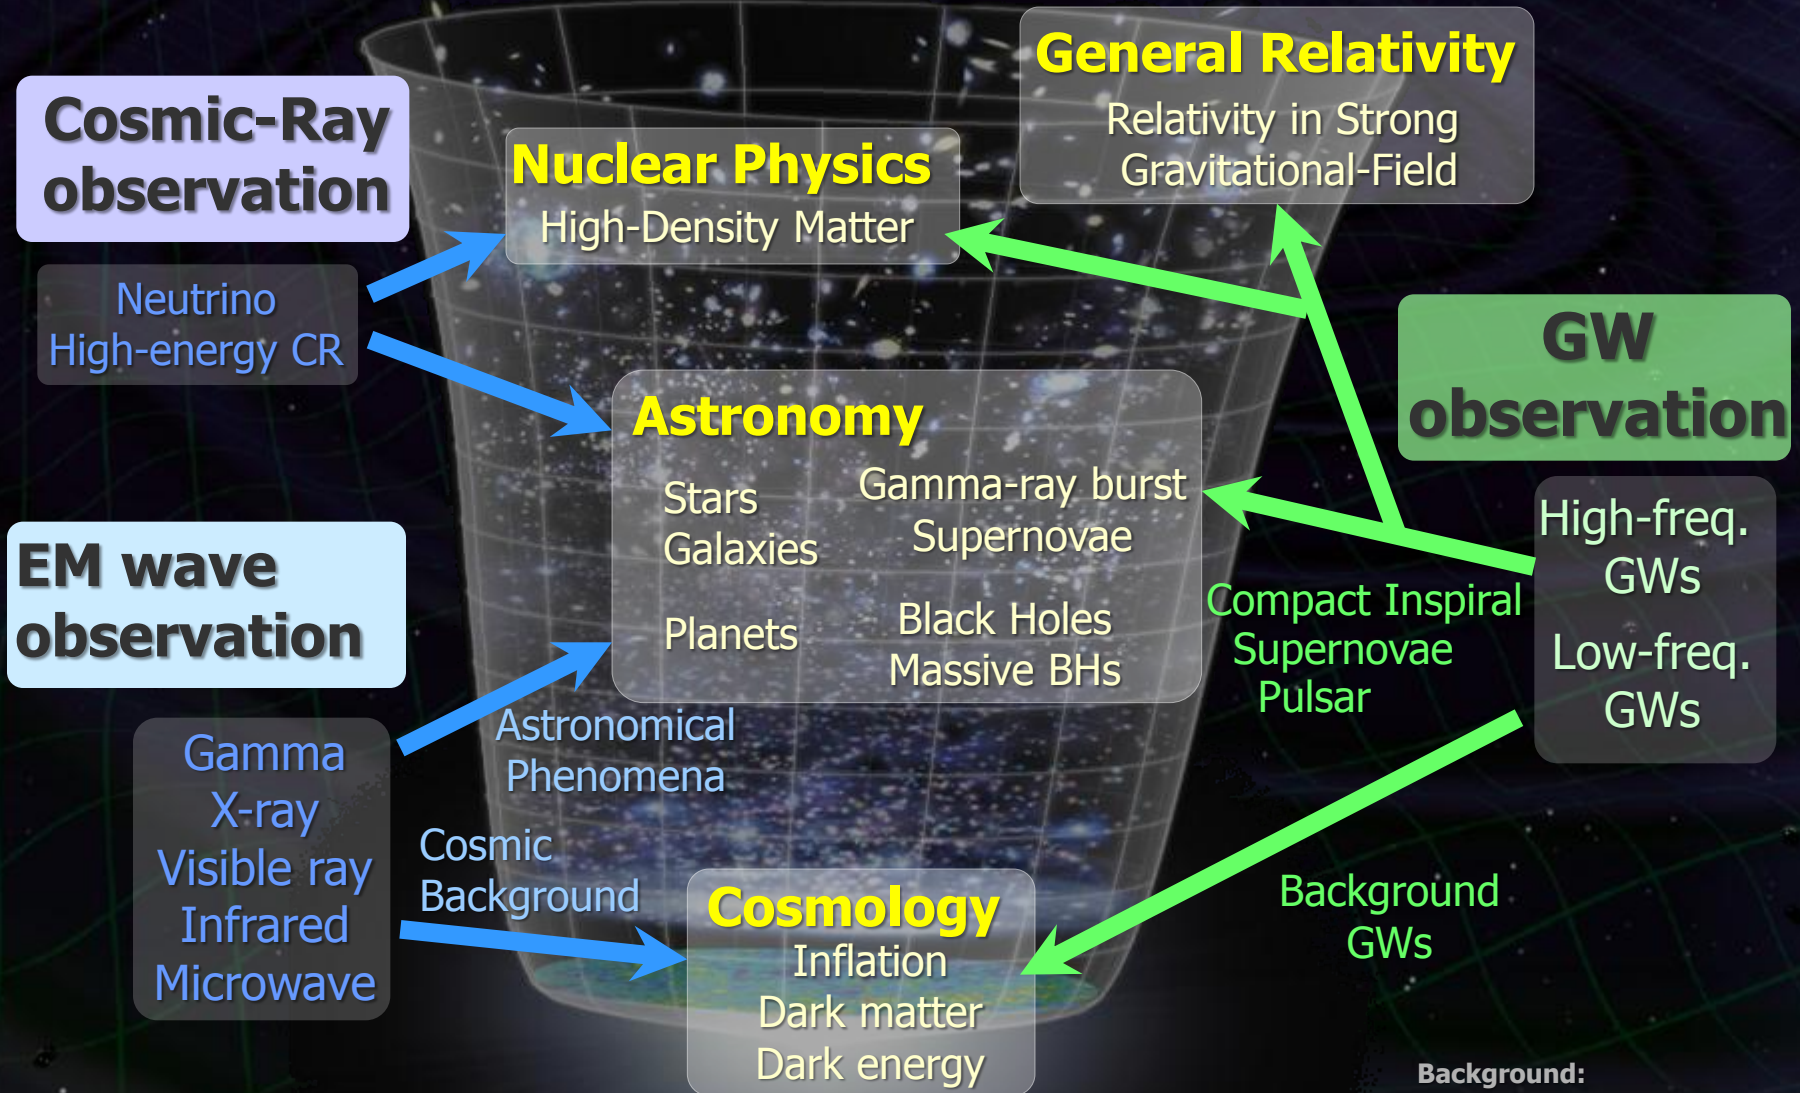 General Relativity
Relativity in Strong
Gravitational-Field
Cosmic-Ray
observation
Nuclear Physics
High-Density Matter
Neutrino
High-energy CR
GW
observation
Astronomy
Stars
Galaxies
Gamma-ray burst
Supernovae
Planets
Black Holes
Massive BHs
High-freq.
GWs
Low-freq.
GWs
Compact Inspiral
Supernovae
Pulsar
EM wave
observation
Astronomical
Phenomena
Gamma
X-ray
Visible ray
Infrared
Microwave
Cosmic
Background
Cosmology
Inflation
Dark matter
Dark energy
Background
GWs
Background: